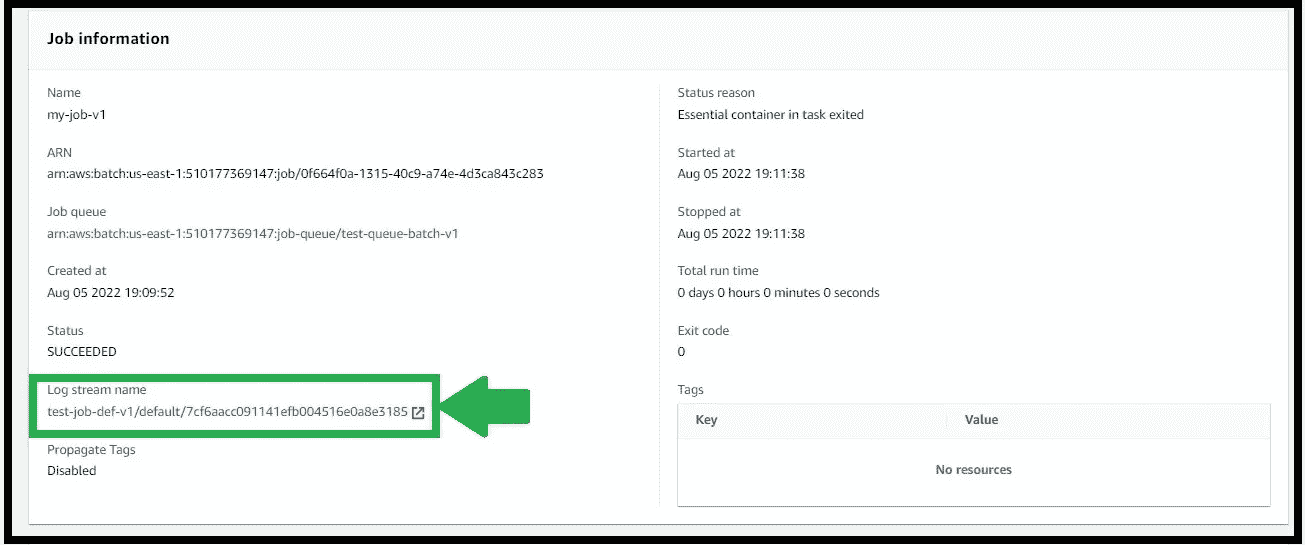 Job information
Name
my-job-v1
ARN
arn:aws:batch:us-east-1:510177369147:job/0f664f0a-1315-40c9-a74e-4d3ca843c283
Job queue
arn:aws:batch:us-east-1:510177369147:job-queue/test-queue-batch-v1
Created at
Aug 05 2022 19:09:52
Status
SUCCEEDED
Log stream name
test-job-def-v1/default/7cf6aacc091141efb004516e0a8e3185
Propagate Tags
Disabled
Status reason
Essential container in task exited
Started at
Aug 05 2022 19:11:38
Stopped at
Aug 05 2022 19:11:38
Total run time
0 days 0 hours 0 minutes 0 seconds
Exit code
0
Tags
Key Value
No resources